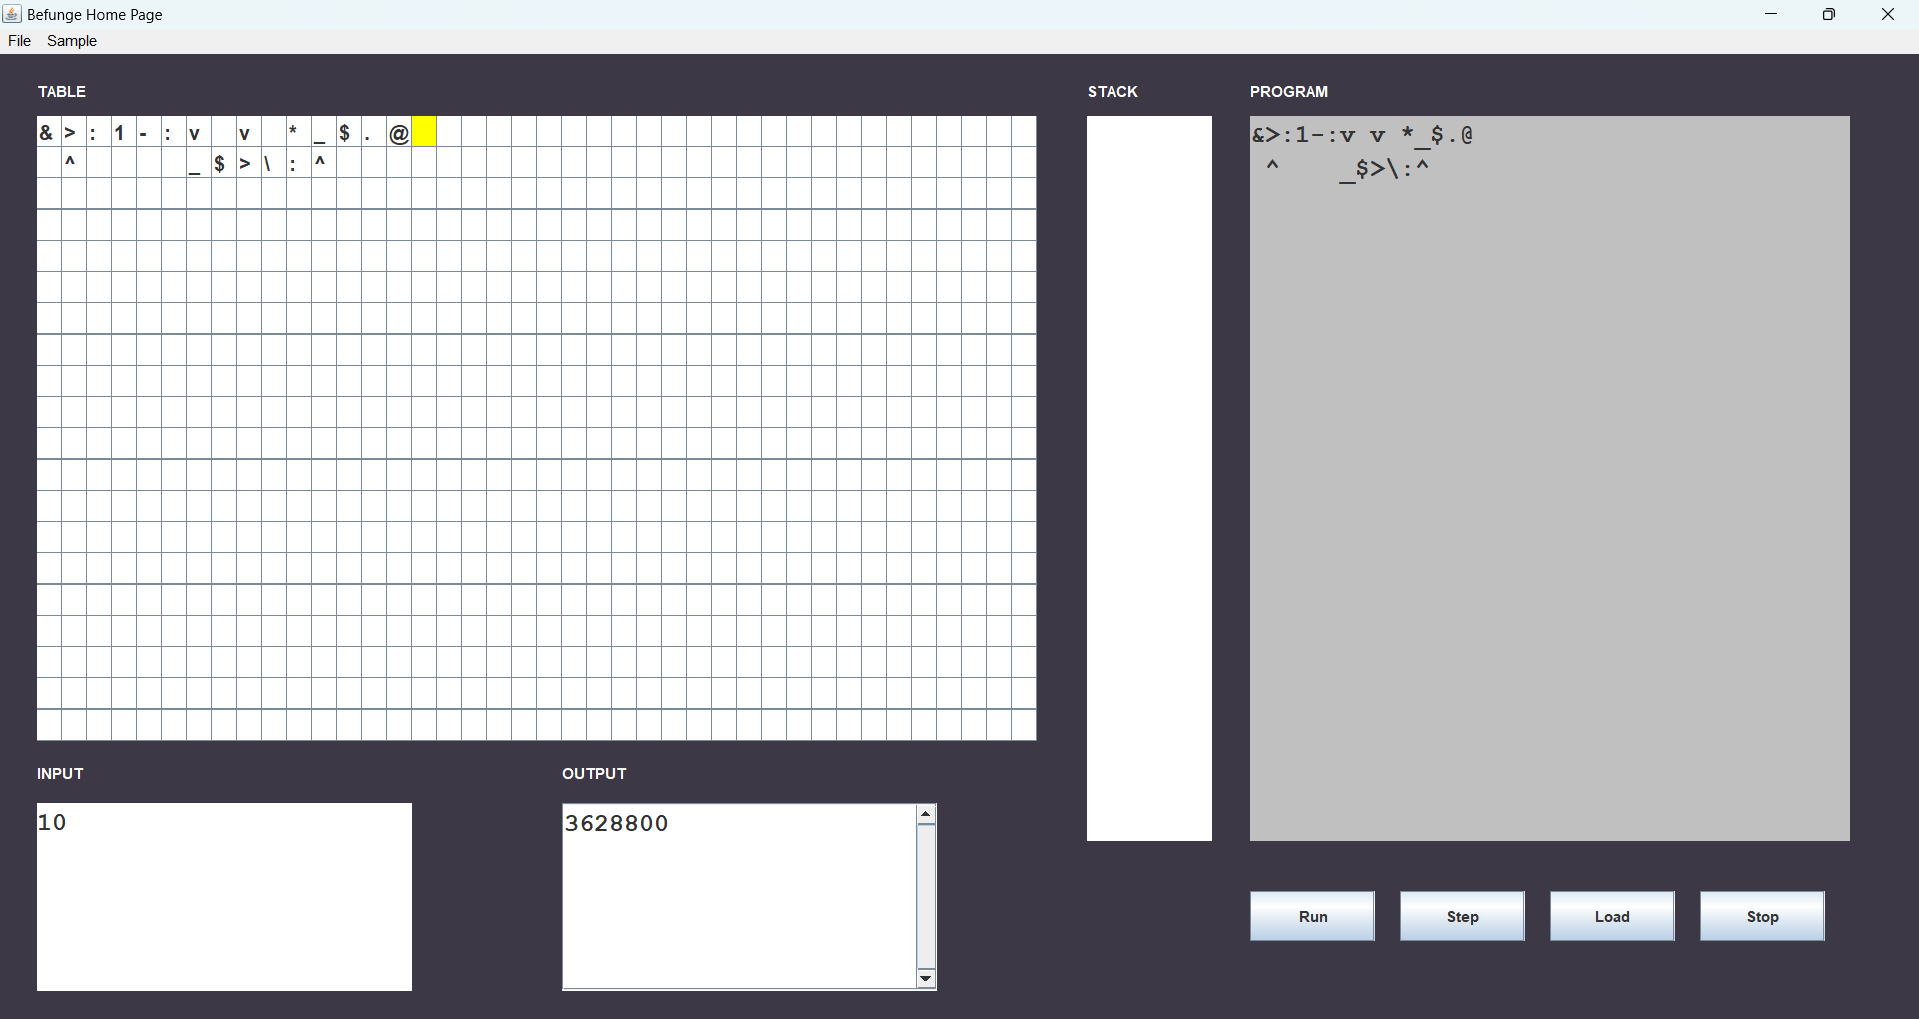 Befunge Home Page
File Sample
TABLE
& > : 1 - : v   v   * _ $ . @
  ^         _ $ > \ : ^
STACK
PROGRAM
&>:1-:v v *_$.@
 ^    _$>\:^
INPUT
10
OUTPUT
3628800
Run Step Load Stop